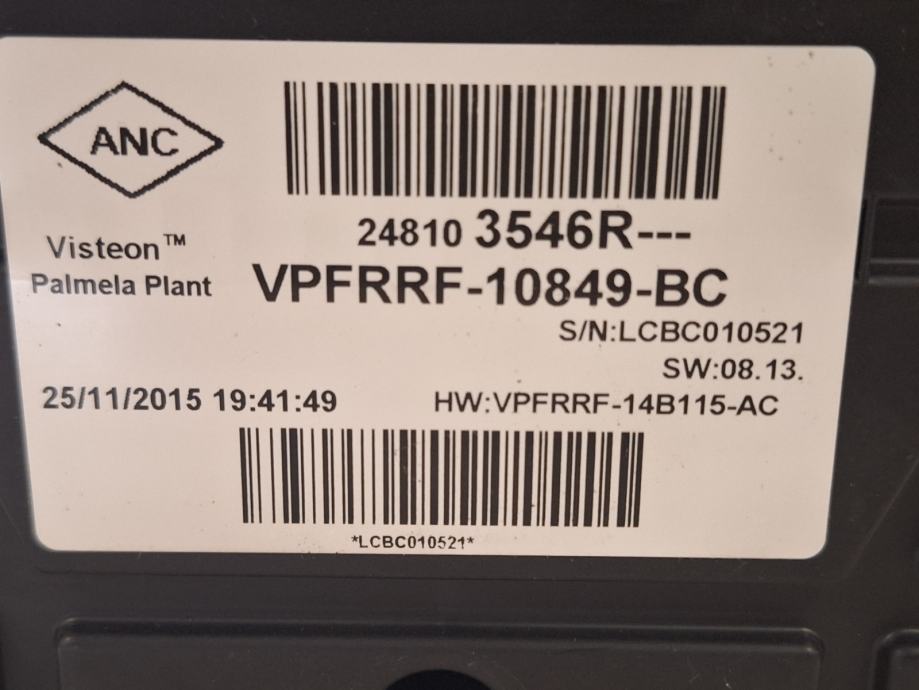 ANC
24810 3546R---
Visteon™
Palmela Plant
VPFRRF-10849-BC
S/N:LCBC010521
SW:08.13.
25/11/2015 19:41:49
HW:VPFRRF-14B115-AC
*LCBC010521*